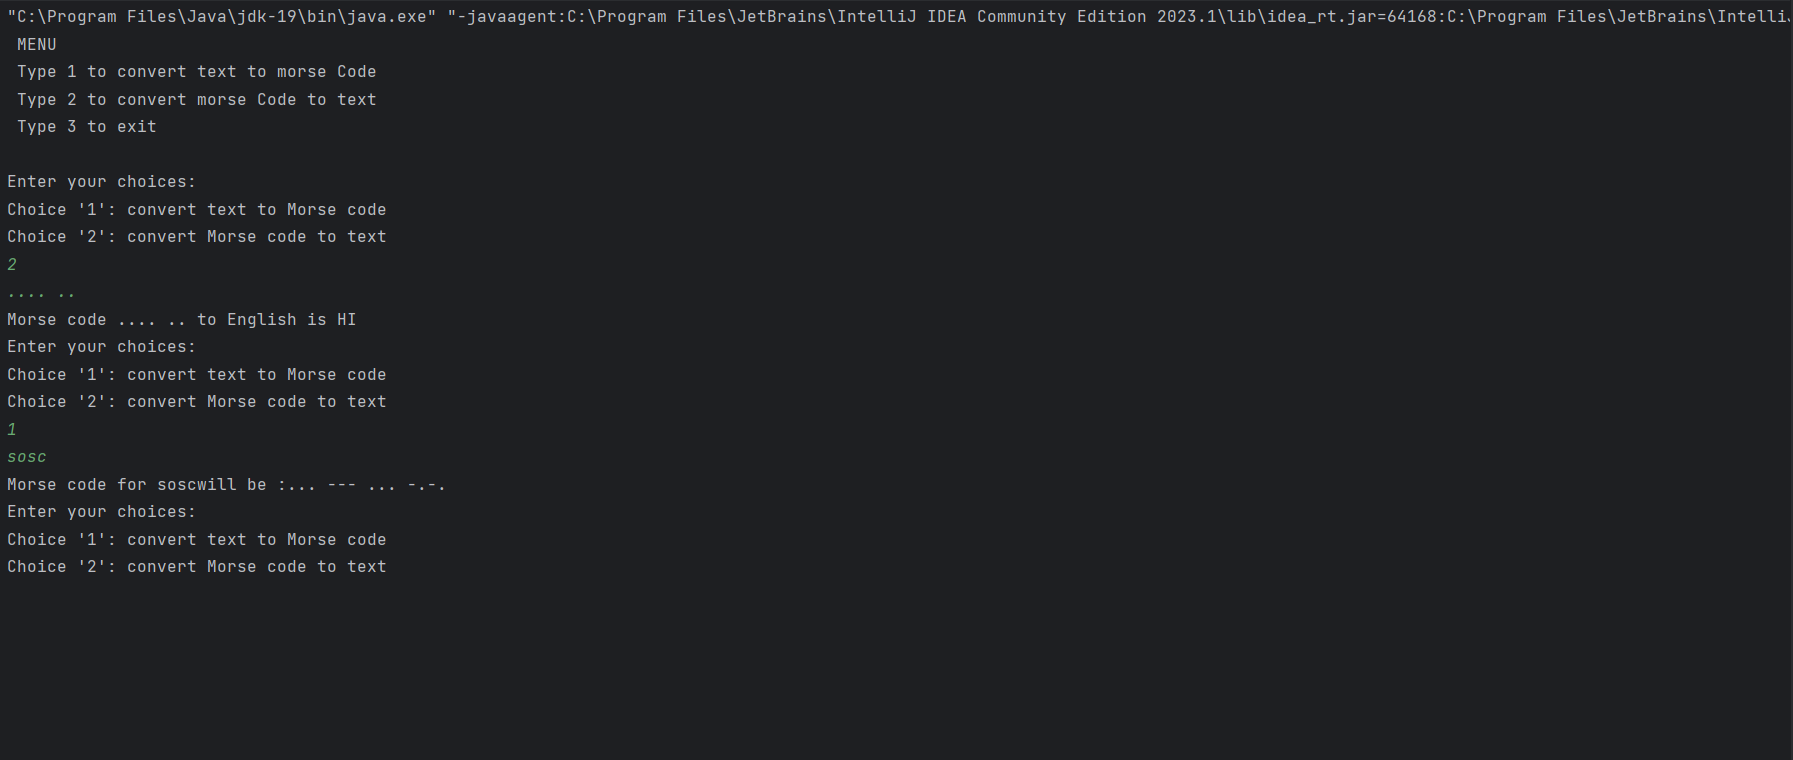 "C:\Program Files\Java\jdk-19\bin\java.exe" "-javaagent:C:\Program Files\JetBrains\IntelliJ IDEA Community Edition 2023.1\lib\idea_rt.jar=64168:C:\Program Files\JetBrains\IntelliJ
MENU
Type 1 to convert text to morse Code
Type 2 to convert morse Code to text
Type 3 to exit
Enter your choices:
Choice '1': convert text to Morse code
Choice '2': convert Morse code to text
2
.... ..
Morse code .... .. to English is HI
Enter your choices:
Choice '1': convert text to Morse code
Choice '2': convert Morse code to text
1
sosc
Morse code for soscwill be :... --- ... -.-.
Enter your choices:
Choice '1': convert text to Morse code
Choice '2': convert Morse code to text